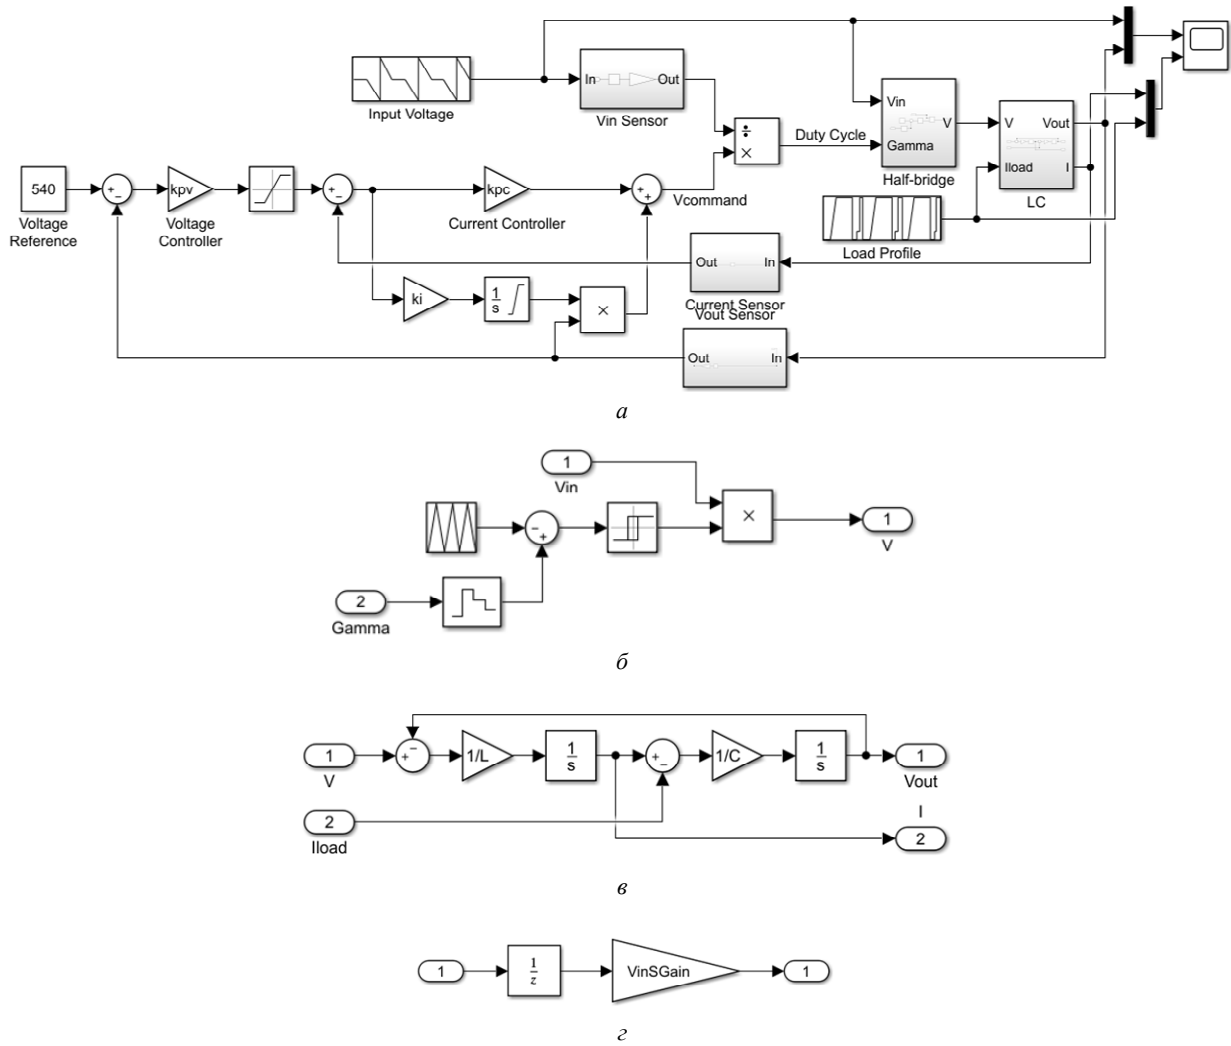 Input Voltage
In
Out
Vin Sensor
÷
×
Duty Cycle
Vin
Gamma
V
Half-bridge
V
Iload
Vout
I
LC
540
Voltage
Reference
+
−
kpv
Voltage
Controller
+
−
kpc
Current Controller
+
+
Vcommand
Load Profile
Out
In
Current Sensor
ki
1
s
×
Vout Sensor
Out
In
а
1
Vin
−
+
×
1
V
2
Gamma
б
1
V
+
−
1/L
1
s
+
−
1/C
1
s
1
Vout
2
Iload
I
2
в
1
1
z
VinSGain
1
г